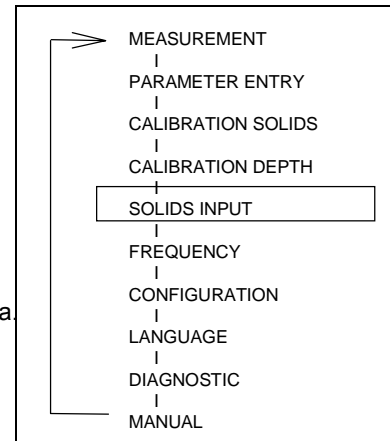 MEASUREMENT
PARAMETER ENTRY
CALIBRATION SOLIDS
CALIBRATION DEPTH
SOLIDS INPUT
FREQUENCY
CONFIGURATION
a.
LANGUAGE
DIAGNOSTIC
MANUAL